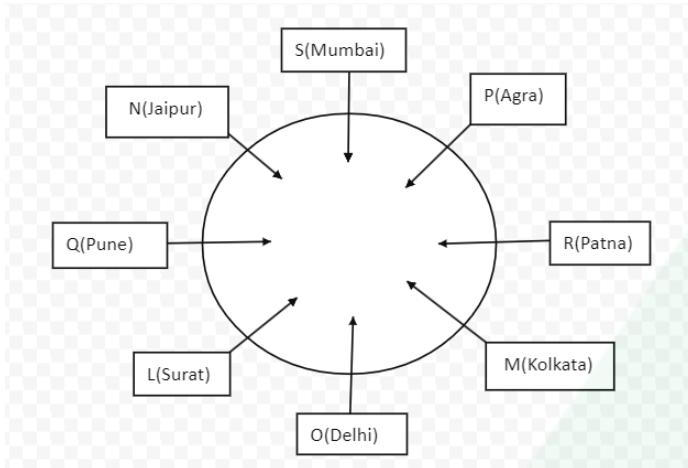 S(Mumbai)
P(Agra)
N(Jaipur)
Q(Pune)
R(Patna)
L(Surat)
M(Kolkata)
O(Delhi)